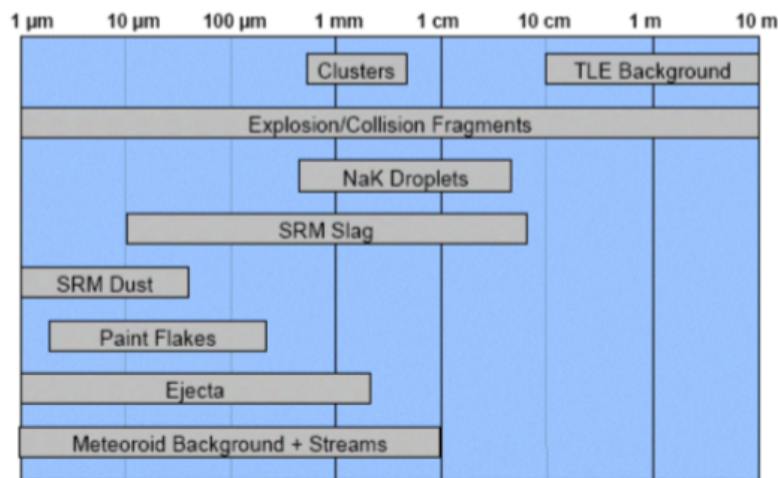 1 µm 10 µm 100 µm 1 mm 1 cm 10 cm 1 m 10 m
Clusters TLE Background
Explosion/Collision Fragments
NaK Droplets
SRM Slag
SRM Dust
Paint Flakes
Ejecta
Meteoroid Background + Streams